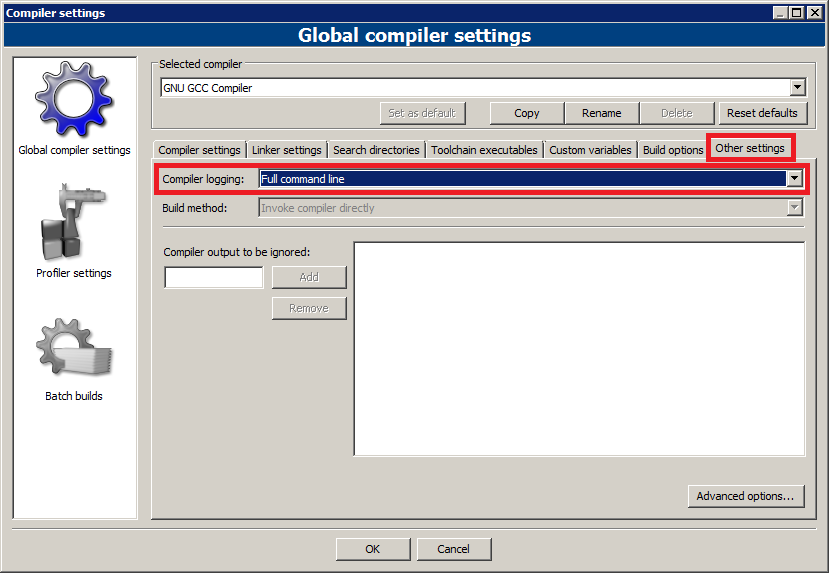 Compiler settings
Global compiler settings
Global compiler settings
Profiler settings
Batch builds
Selected compiler
GNU GCC Compiler
Set as default
Copy
Rename
Delete
Reset defaults
Compiler settings
Linker settings
Search directories
Toolchain executables
Custom variables
Build options
Other settings
Compiler logging:
Full command line
Build method:
Invoke compiler directly
Compiler output to be ignored:
Add
Remove
Advanced options...
OK
Cancel